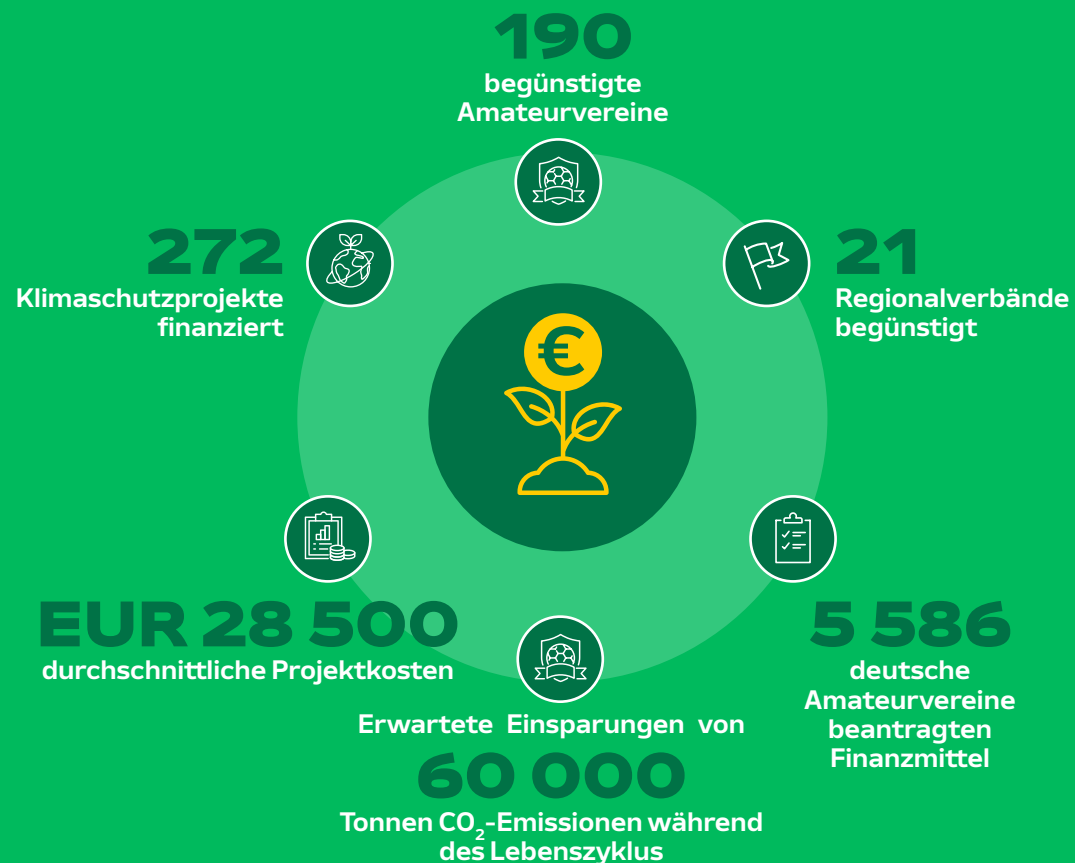 190
begünstigte
Amateurvereine
272
Klimaschutzprojekte
finanziert
21
Regionalverbände
begünstigt
€
EUR 28 500
durchschnittliche Projektkosten
5 586
deutsche
Amateurvereine
beantragten
Finanzmittel
Erwartete Einsparungen von
60 000
Tonnen CO₂-Emissionen während
des Lebenszyklus